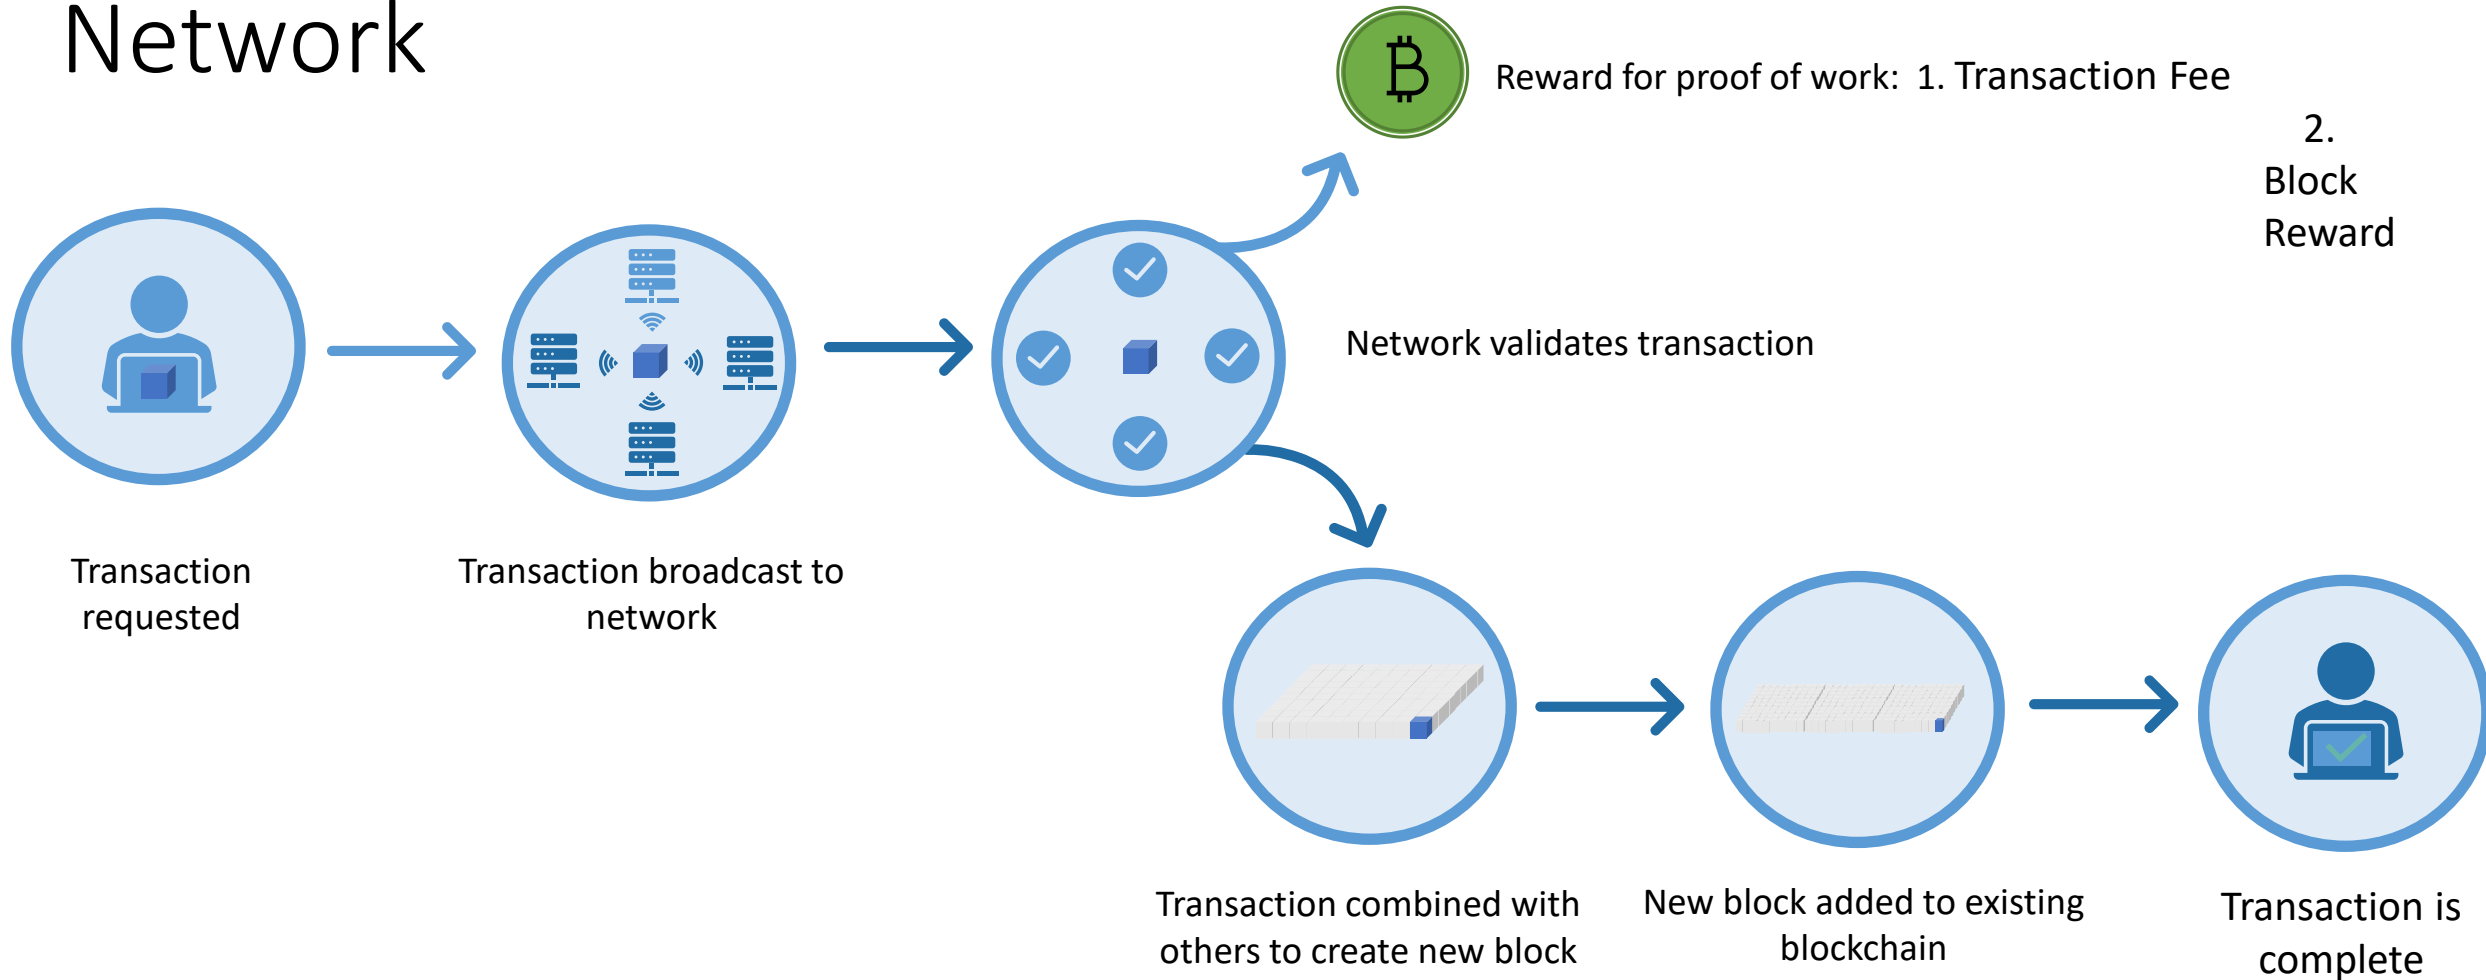 Network
Reward for proof of work:  1. Transaction Fee
2.
Block
Reward
Network validates transaction
Transaction
requested
Transaction broadcast to
network
Transaction combined with
others to create new block
New block added to existing
blockchain
Transaction is
complete